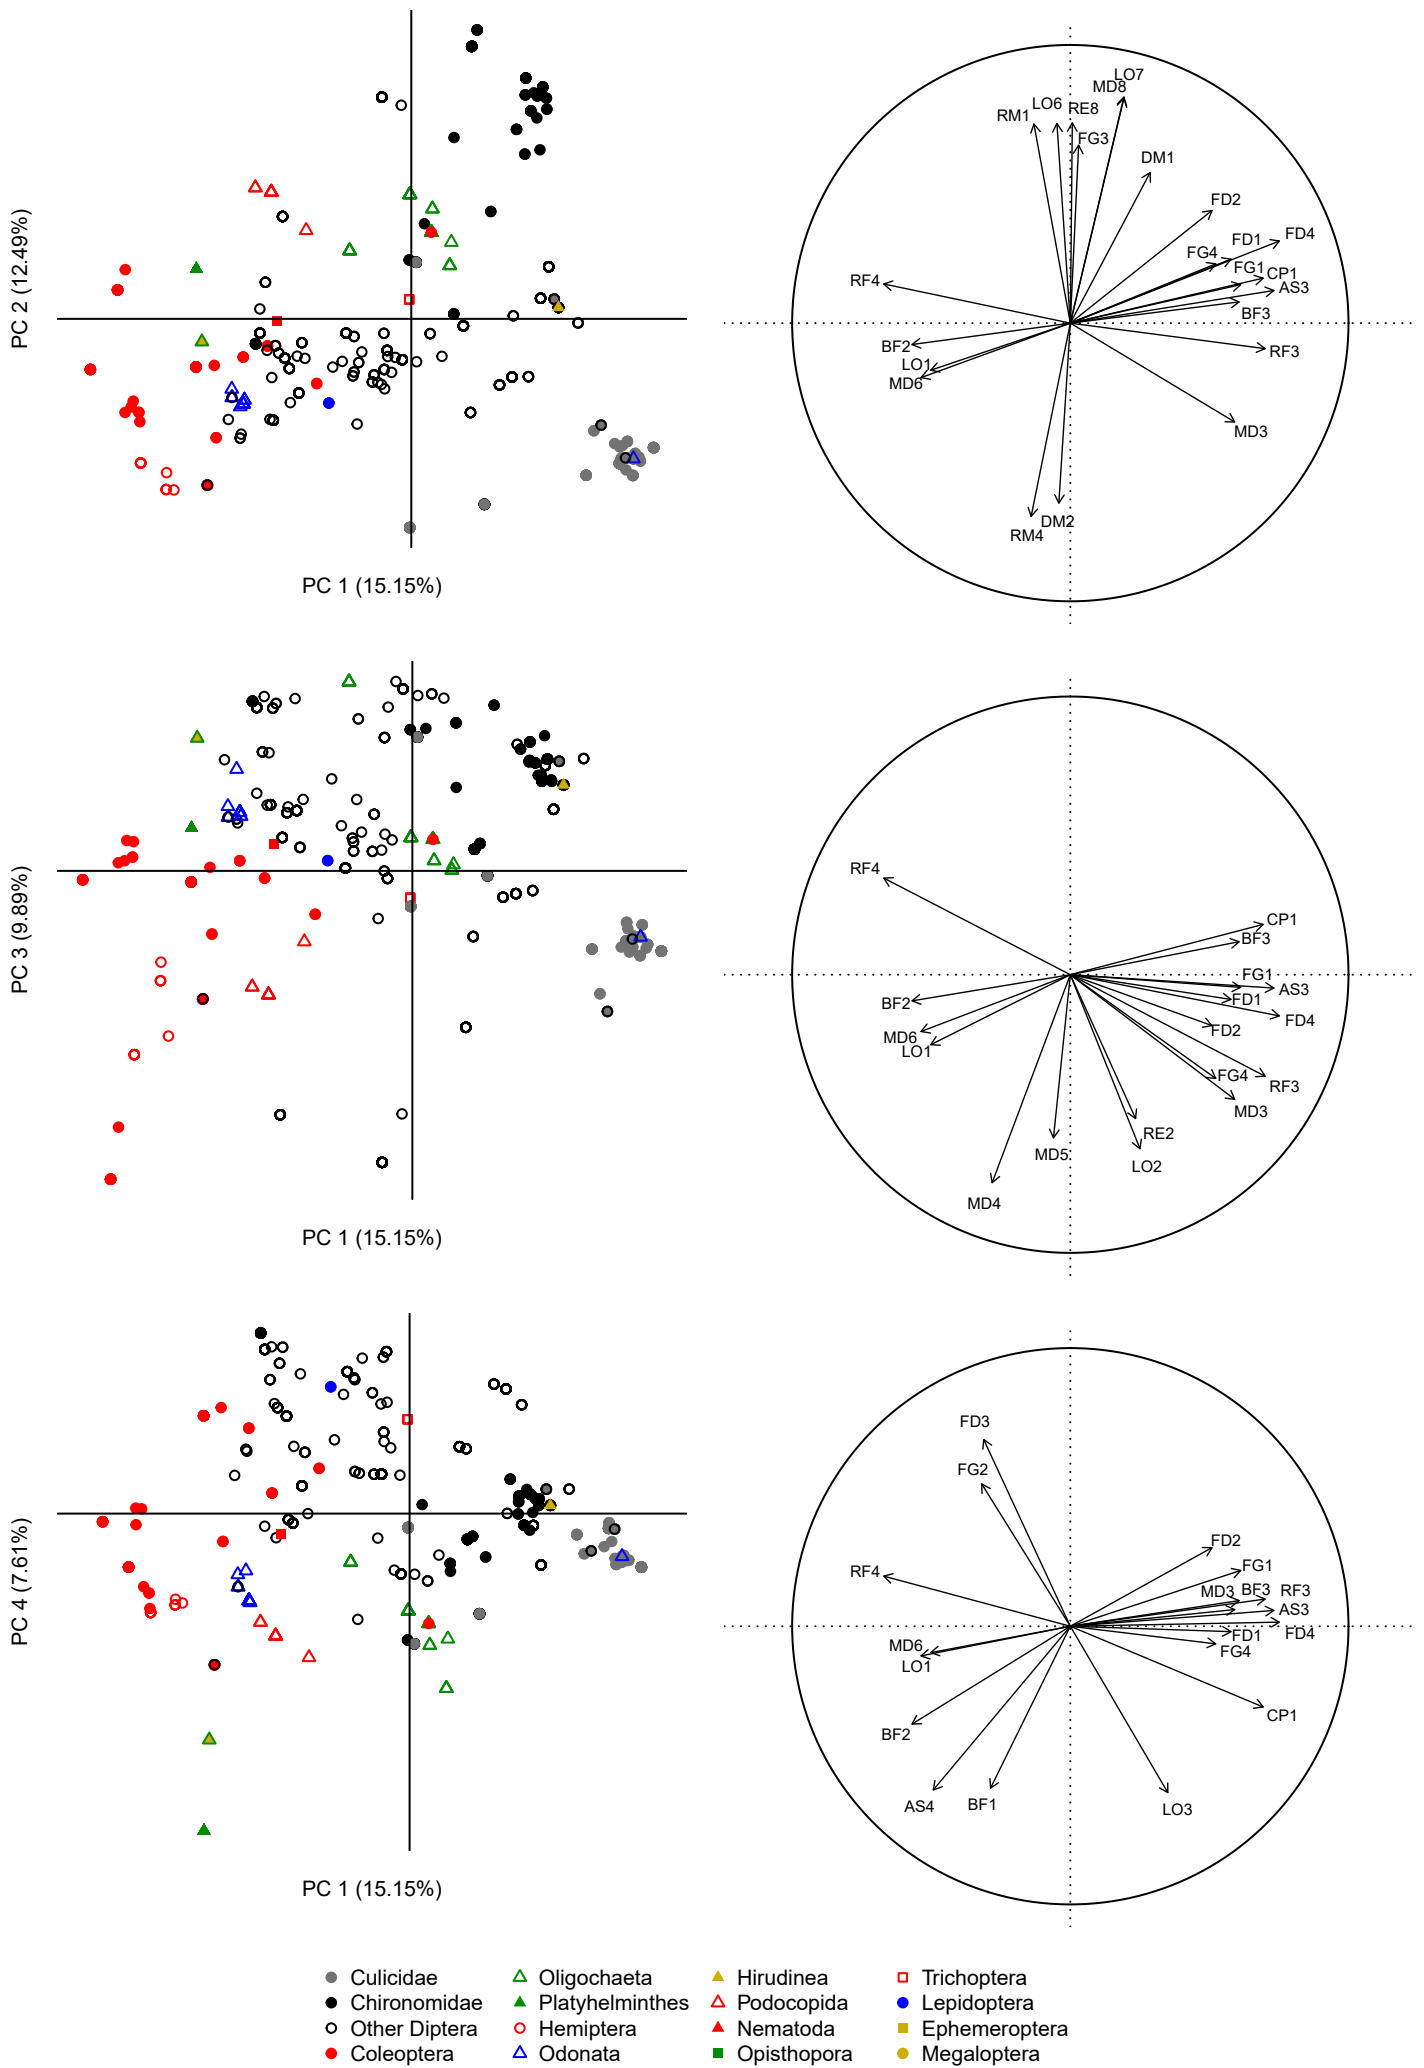 PC 2 (12.49%)
PC 1 (15.15%)
LO7
MD8
LO6
RE8
RM1
FG3
DM1
FD2
FD1
FD4
FG4
FG1
CP1
AS3
BF3
RF4
BF2
LO1
MD6
RF3
MD3
DM2
RM4
PC 3 (9.89%)
PC 1 (15.15%)
RF4
CP1
BF3
FG1
AS3
FD1
FD4
FD2
BF2
MD6
LO1
FG4
RF3
MD3
RE2
MD5
LO2
MD4
PC 4 (7.61%)
PC 1 (15.15%)
FD3
FG2
FD2
FG1
RF4
MD3
BF3
RF3
AS3
FD1
FD4
FG4
MD6
LO1
CP1
BF2
AS4
BF1
LO3
Culicidae
Chironomidae
Other Diptera
Coleoptera
Oligochaeta
Platyhelminthes
Hemiptera
Odonata
Hirudinea
Podocopida
Nematoda
Opisthopora
Trichoptera
Lepidoptera
Ephemeroptera
Megaloptera